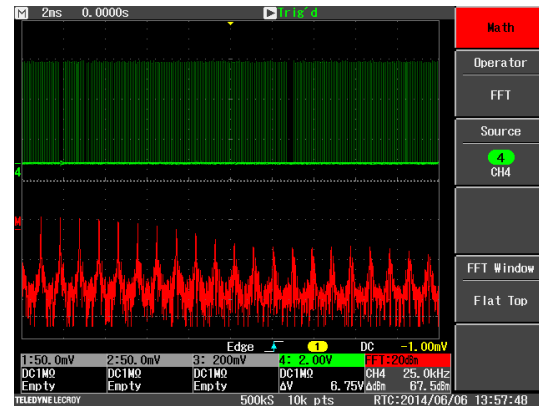 M 2ms 0.0000s Trig'd
Math
Operator
FFT
Source
4
CH4
4
M
FFT Window
Flat Top
Edge 1 DC -1.00mV
1:50.0mV 2:50.0mV 3: 200mV 4: 2.00V FFT:20dBm
DC1MΩ DC1MΩ DC1MΩ DC1MΩ CH4 25.0kHz
Empty Empty Empty ΔV 6.75V ΔdBm 67.5dBm
TELEDYNE LECROY 500kS 10k pts RTC:2014/06/06 13:57:48